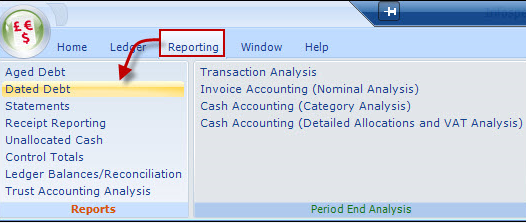 £ €
$
Home Ledger Reporting Window Help
Aged Debt
Dated Debt
Statements
Receipt Reporting
Unallocated Cash
Control Totals
Ledger Balances/Reconciliation
Trust Accounting Analysis
Reports
Transaction Analysis
Invoice Accounting (Nominal Analysis)
Cash Accounting (Category Analysis)
Cash Accounting (Detailed Allocations and VAT Analysis)
Period End Analysis